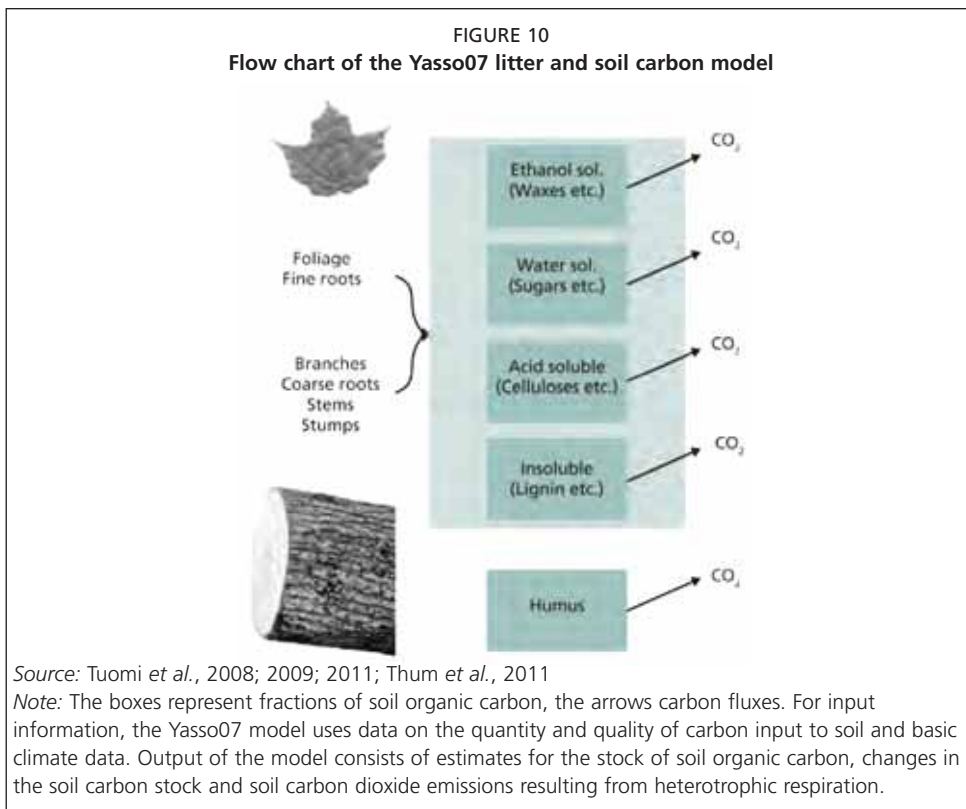 FIGURE 10
Flow chart of the Yasso07 litter and soil carbon model
CO₂
Ethanol sol.
(Waxes etc.)
CO₂
Foliage
Fine roots
Water sol.
(Sugars etc.)
CO₂
Branches
Coarse roots
Stems
Stumps
Acid soluble
(Celluloses etc.)
CO₂
Insoluble
(Lignin etc.)
CO₂
Humus
Source: Tuomi et al., 2008; 2009; 2011; Thum et al., 2011
Note: The boxes represent fractions of soil organic carbon, the arrows carbon fluxes. For input
information, the Yasso07 model uses data on the quantity and quality of carbon input to soil and basic
climate data. Output of the model consists of estimates for the stock of soil organic carbon, changes in
the soil carbon stock and soil carbon dioxide emissions resulting from heterotrophic respiration.